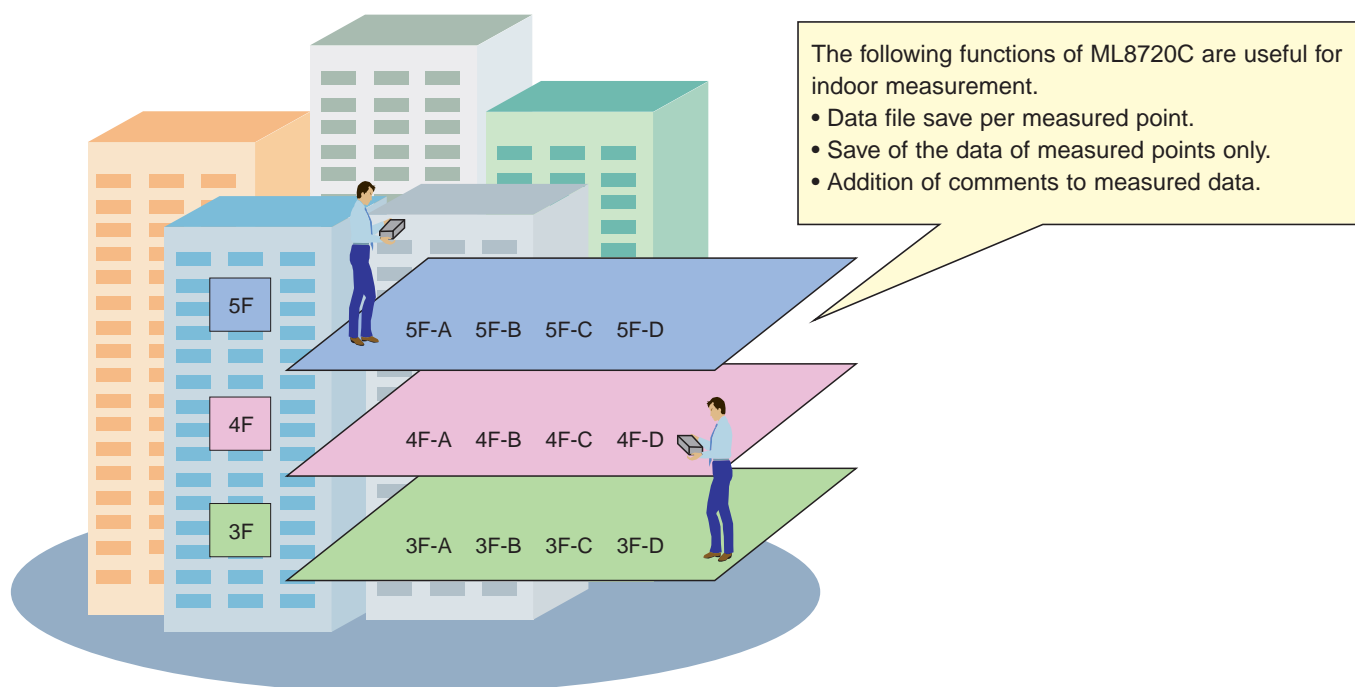 The following functions of ML8720C are useful for
indoor measurement.
• Data file save per measured point.
• Save of the data of measured points only.
• Addition of comments to measured data.
5F
5F-A 5F-B 5F-C 5F-D
4F
4F-A 4F-B 4F-C 4F-D
3F
3F-A 3F-B 3F-C 3F-D